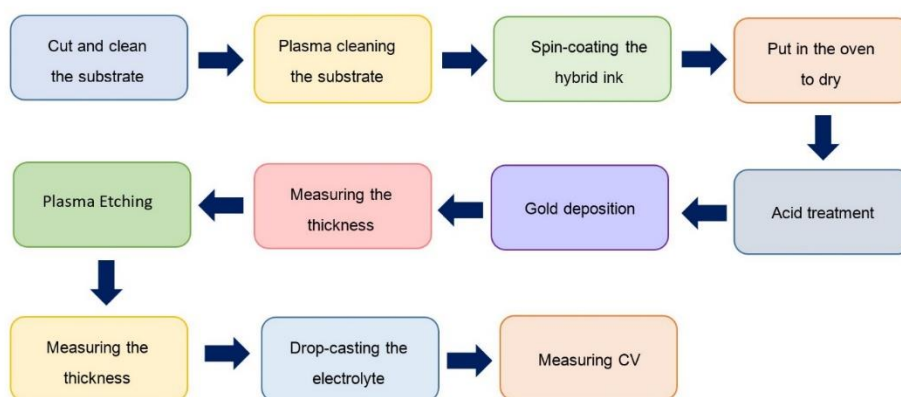 Cut and clean
the substrate
Plasma cleaning
the substrate
Spin-coating the
hybrid ink
Put in the oven
to dry
Acid treatment
Gold deposition
Measuring the
thickness
Plasma Etching
Measuring the
thickness
Drop-casting the
electrolyte
Measuring CV